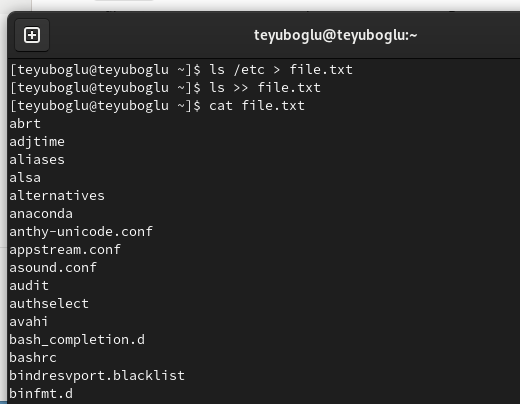 teyuboglu@teyuboglu:~
[teyuboglu@teyuboglu ~]$ ls /etc > file.txt
[teyuboglu@teyuboglu ~]$ ls >> file.txt
[teyuboglu@teyuboglu ~]$ cat file.txt
abrt
adjtime
aliases
alsa
alternatives
anaconda
anthy-unicode.conf
appstream.conf
asound.conf
audit
authselect
avahi
bash_completion.d
bashrc
bindresvport.blacklist
binfmt.d